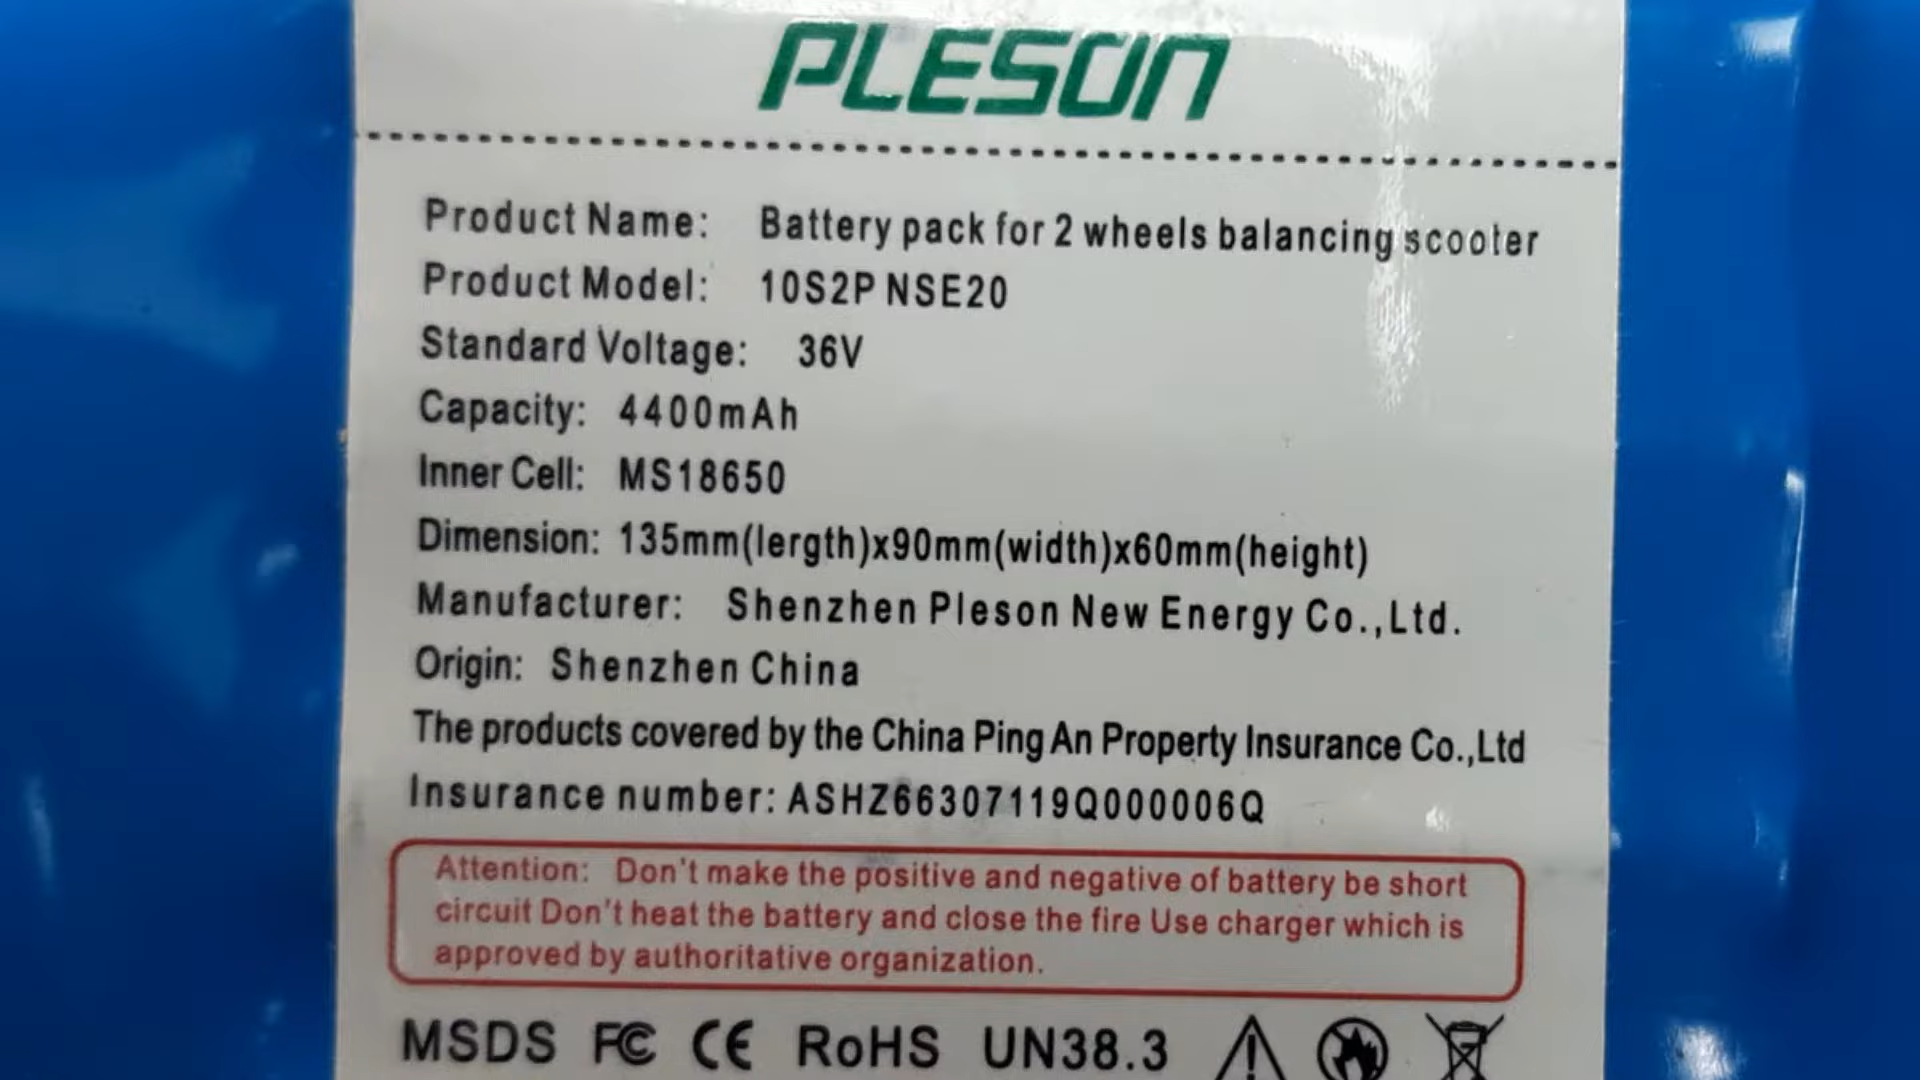 PLESON
Product Name: Battery pack for 2 wheels balancing scooter
Product Model: 10S2P NSE20
Standard Voltage: 36V
Capacity: 4400mAh
Inner Cell: MS18650
Dimension: 135mm(lergth)x90mm(width)x60mm(height)
Manufacturer: Shenzhen Pleson New Energy Co.,Ltd.
Origin: Shenzhen China
The products covered by the China Ping An Property Insurance Co.,Ltd
Insurance number: ASHZ66307119Q000006Q
Attention: Don't make the positive and negative of battery be short
circuit Don't heat the battery and close the fire Use charger which is
approved by authoritative organization.
MSDS FC CE RoHS UN38.3